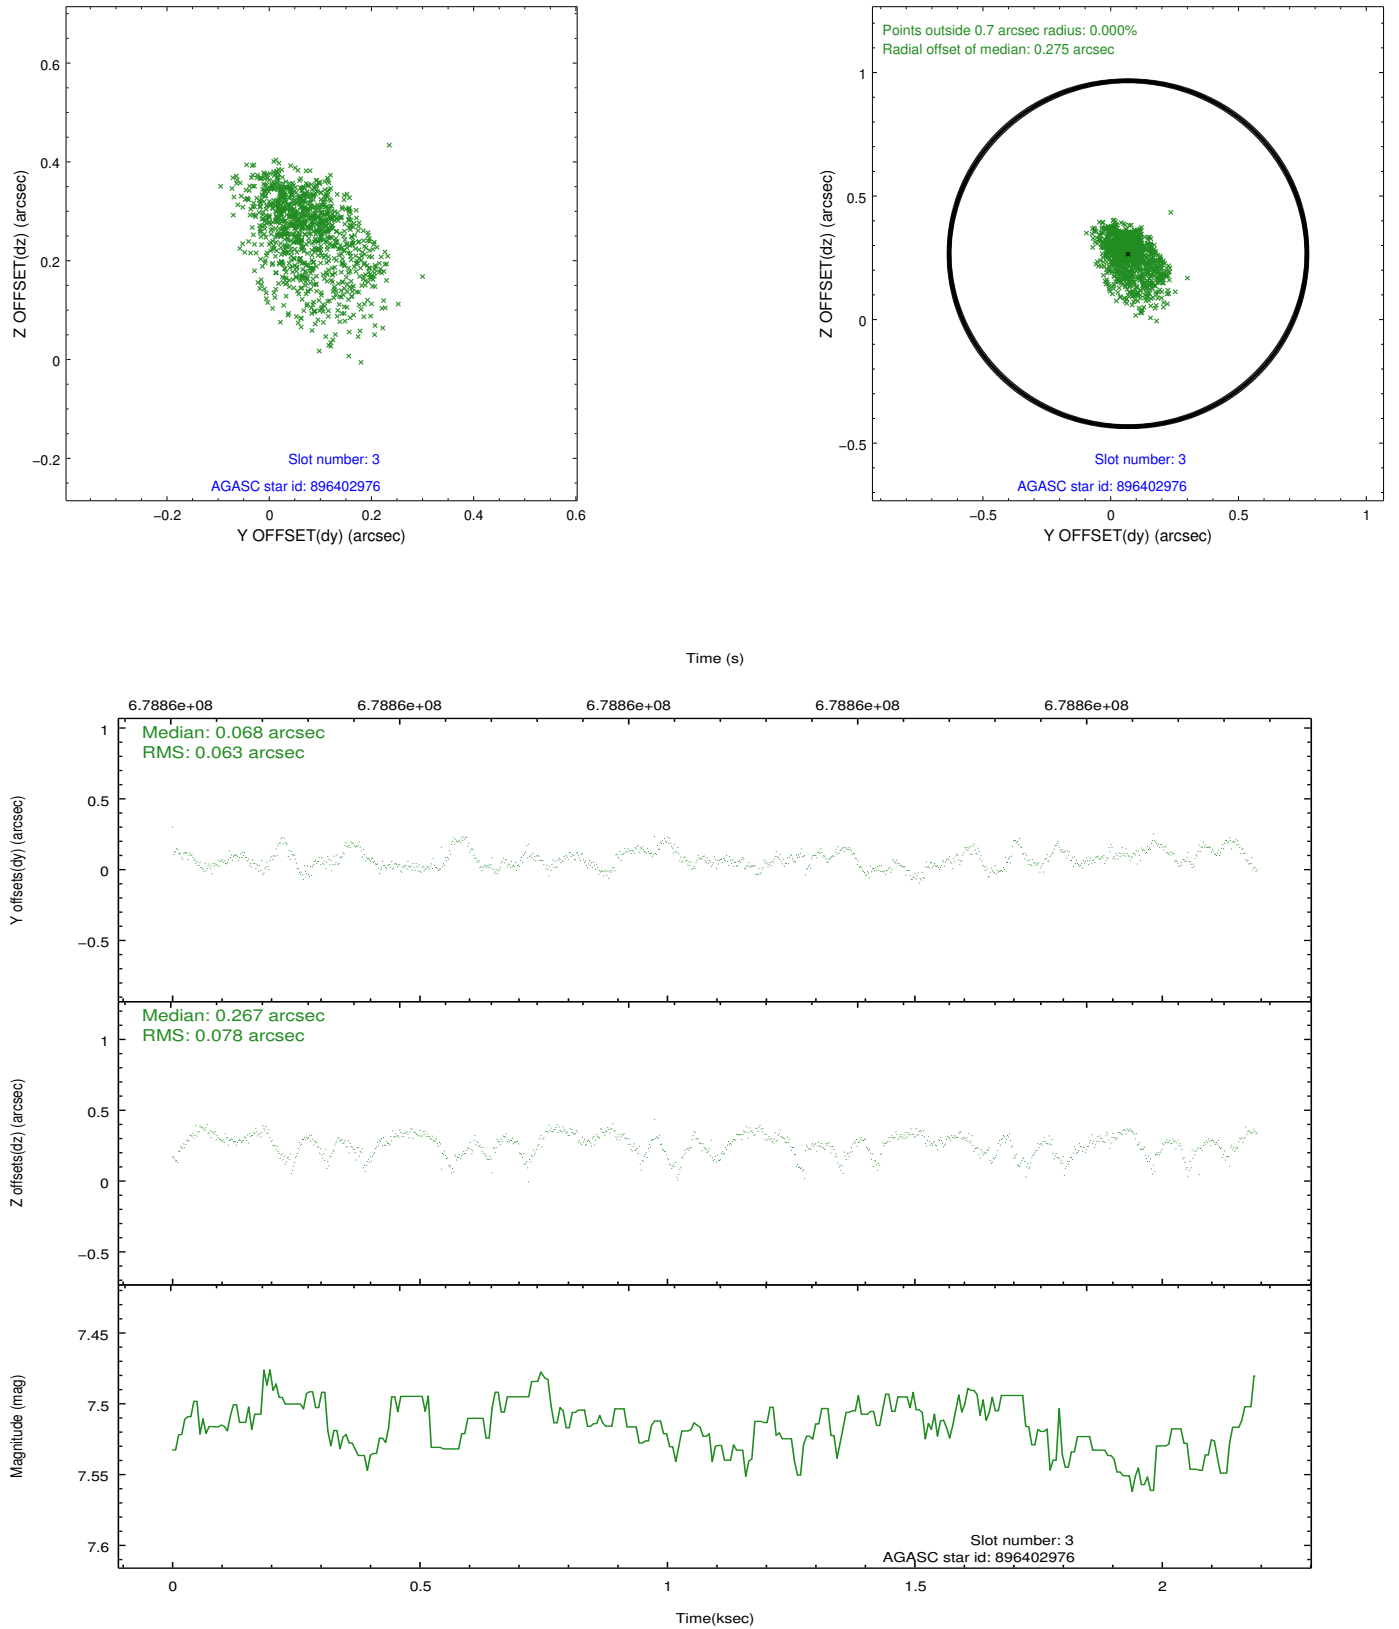 0.6
0.4
0.2
0
−0.2
Z OFFSET(dz) (arcsec)
Slot number: 3
AGASC star id: 896402976
−0.2 0 0.2 0.4 0.6
Y OFFSET(dy) (arcsec)
Points outside 0.7 arcsec radius: 0.000%
Radial offset of median: 0.275 arcsec
1
0.5
0
−0.5
Z OFFSET(dz) (arcsec)
Slot number: 3
AGASC star id: 896402976
−0.5 0 0.5 1
Y OFFSET(dy) (arcsec)
Time (s)
6.7886e+08 6.7886e+08 6.7886e+08 6.7886e+08 6.7886e+08
Median: 0.068 arcsec
RMS: 0.063 arcsec
1
0.5
0
−0.5
Y offsets(dy) (arcsec)
Median: 0.267 arcsec
RMS: 0.078 arcsec
1
0.5
0
−0.5
Z offsets(dz) (arcsec)
7.45
7.5
7.55
7.6
Magnitude (mag)
Slot number: 3
AGASC star id: 896402976
0 0.5 1 1.5 2
Time(ksec)